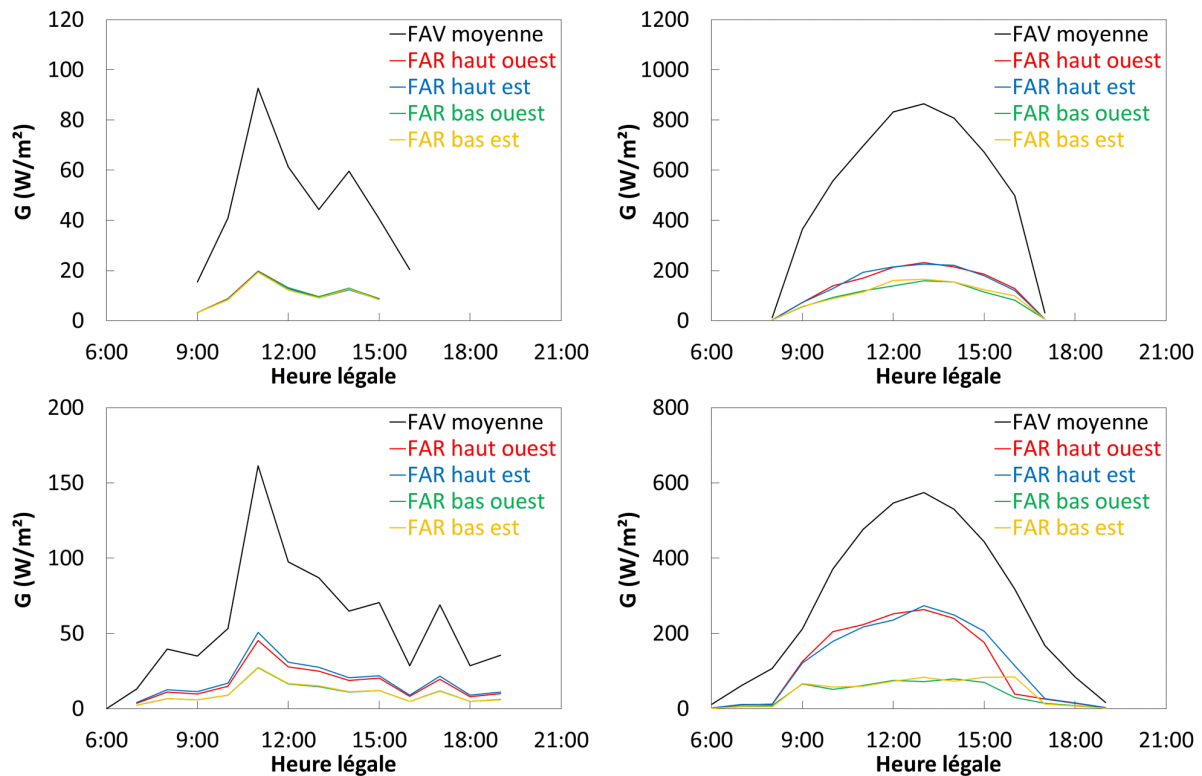 120
100
80
60
40
20
0
G (W/m²)
FAV moyenne
FAR haut ouest
FAR haut est
FAR bas ouest
FAR bas est
6:00 9:00 12:00 15:00 18:00 21:00
Heure légale
1200
1000
800
600
400
200
0
G (W/m²)
FAV moyenne
FAR haut ouest
FAR haut est
FAR bas ouest
FAR bas est
6:00 9:00 12:00 15:00 18:00 21:00
Heure légale
200
150
100
50
0
G (W/m²)
FAV moyenne
FAR haut ouest
FAR haut est
FAR bas ouest
FAR bas est
6:00 9:00 12:00 15:00 18:00 21:00
Heure légale
800
600
400
200
0
G (W/m²)
FAV moyenne
FAR haut ouest
FAR haut est
FAR bas ouest
FAR bas est
6:00 9:00 12:00 15:00 18:00 21:00
Heure légale